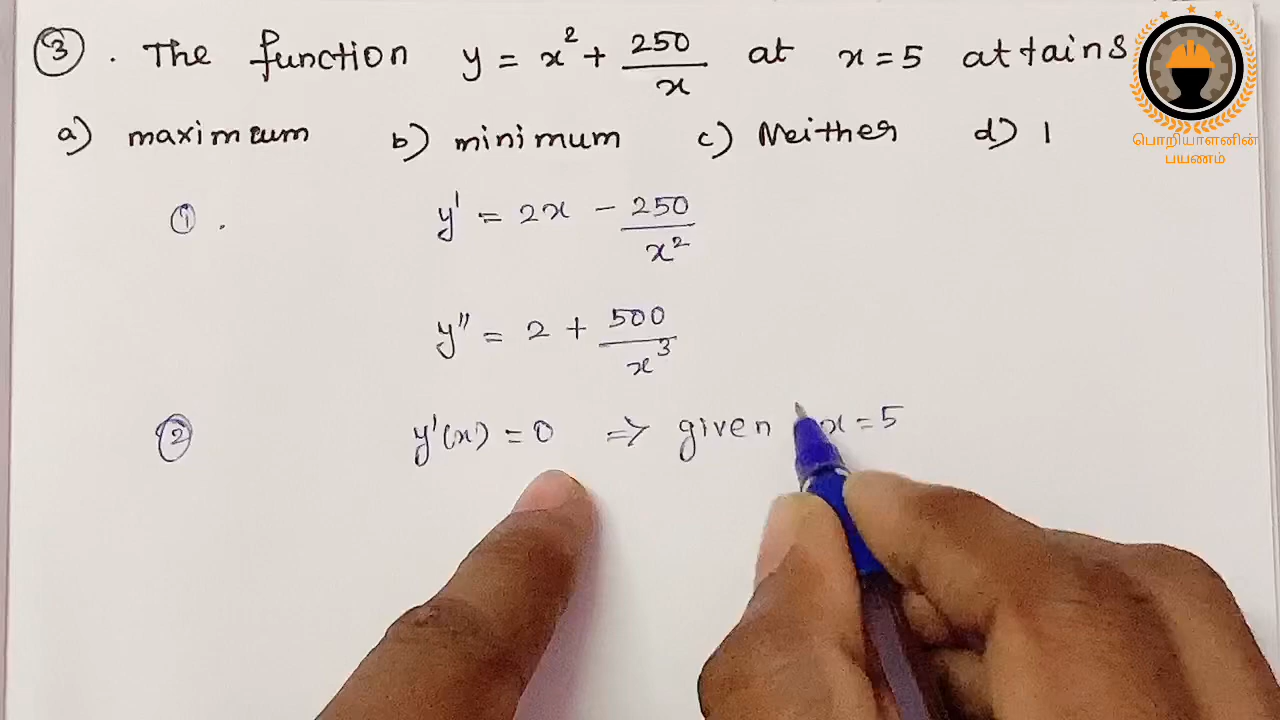 ③. The function y = x² + 250/x at x=5 attains
a) maximum b) minimum c) Neither d) 1
①. y' = 2x - 250/x²
y'' = 2 + 500/x³
② y'(x) = 0 ⇒ given x=5
பொறியாளனின்
பயணம்